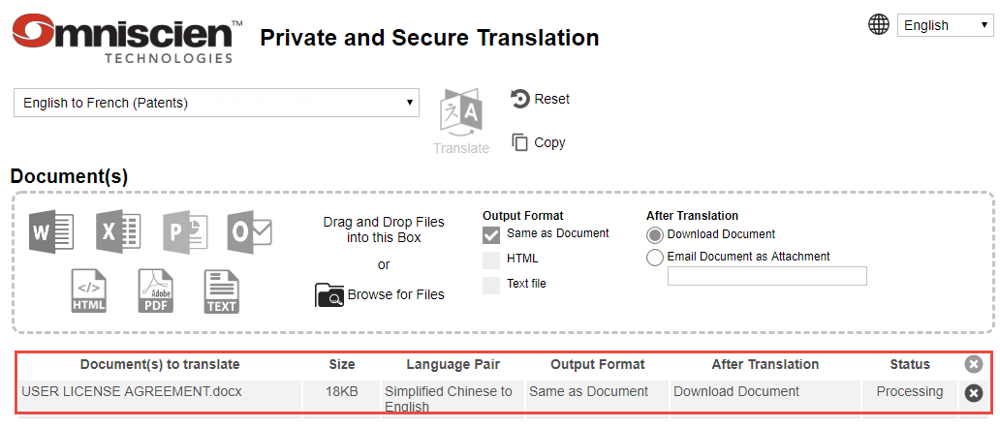 Omniscien™
TECHNOLOGIES
Private and Secure Translation
English
English to French (Patents)
Translate
Reset
Copy
Document(s)
W
X
P
O
Drag and Drop Files
into this Box
or
Browse for Files
</>
HTML
Adobe
PDF
TEXT
Output Format
Same as Document
HTML
Text file
After Translation
Download Document
Email Document as Attachment
Document(s) to translate Size Language Pair Output Format After Translation Status
USER LICENSE AGREEMENT.docx 18KB Simplified Chinese to Same as Document Download Document Processing
English